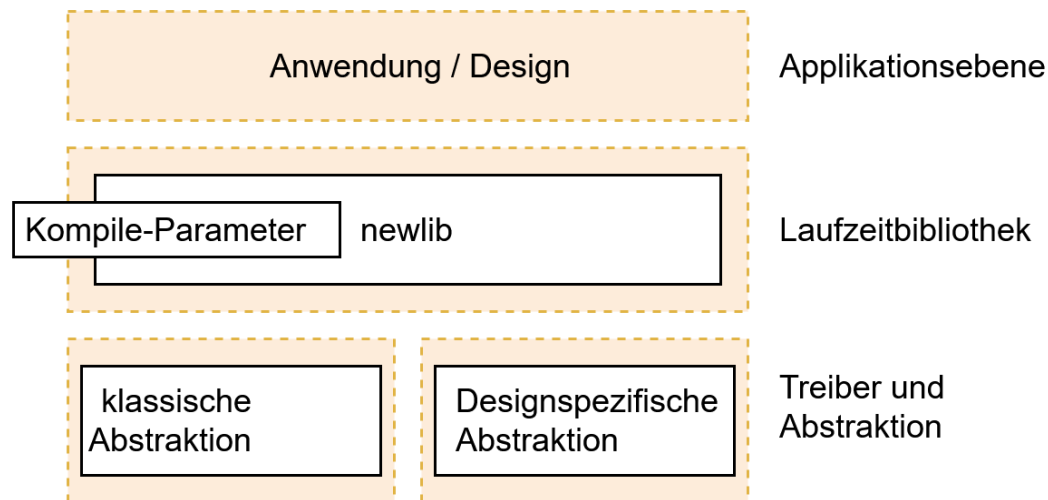 Anwendung / Design
Applikationsebene
Kompile-Parameter
newlib
Laufzeitbibliothek
klassische
Abstraktion
Designspezifische
Abstraktion
Treiber und
Abstraktion